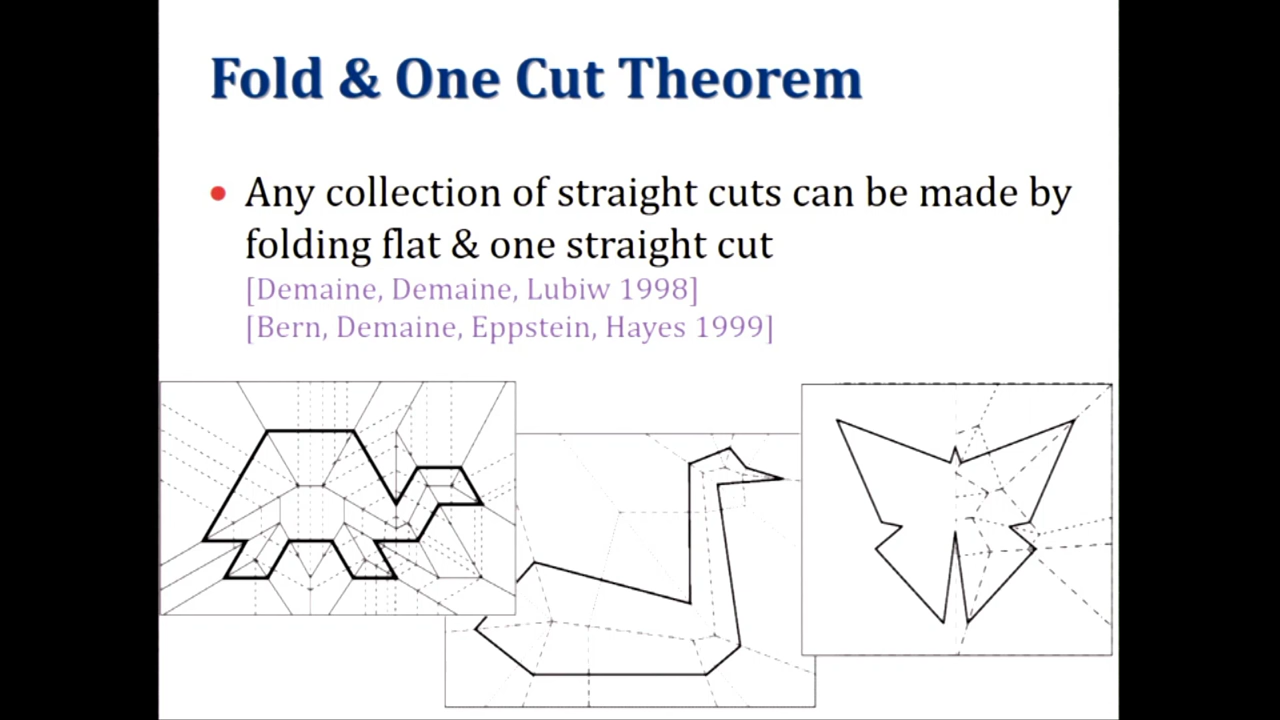 Fold & One Cut Theorem
• Any collection of straight cuts can be made by
folding flat & one straight cut
[Demaine, Demaine, Lubiw 1998]
[Bern, Demaine, Eppstein, Hayes 1999]